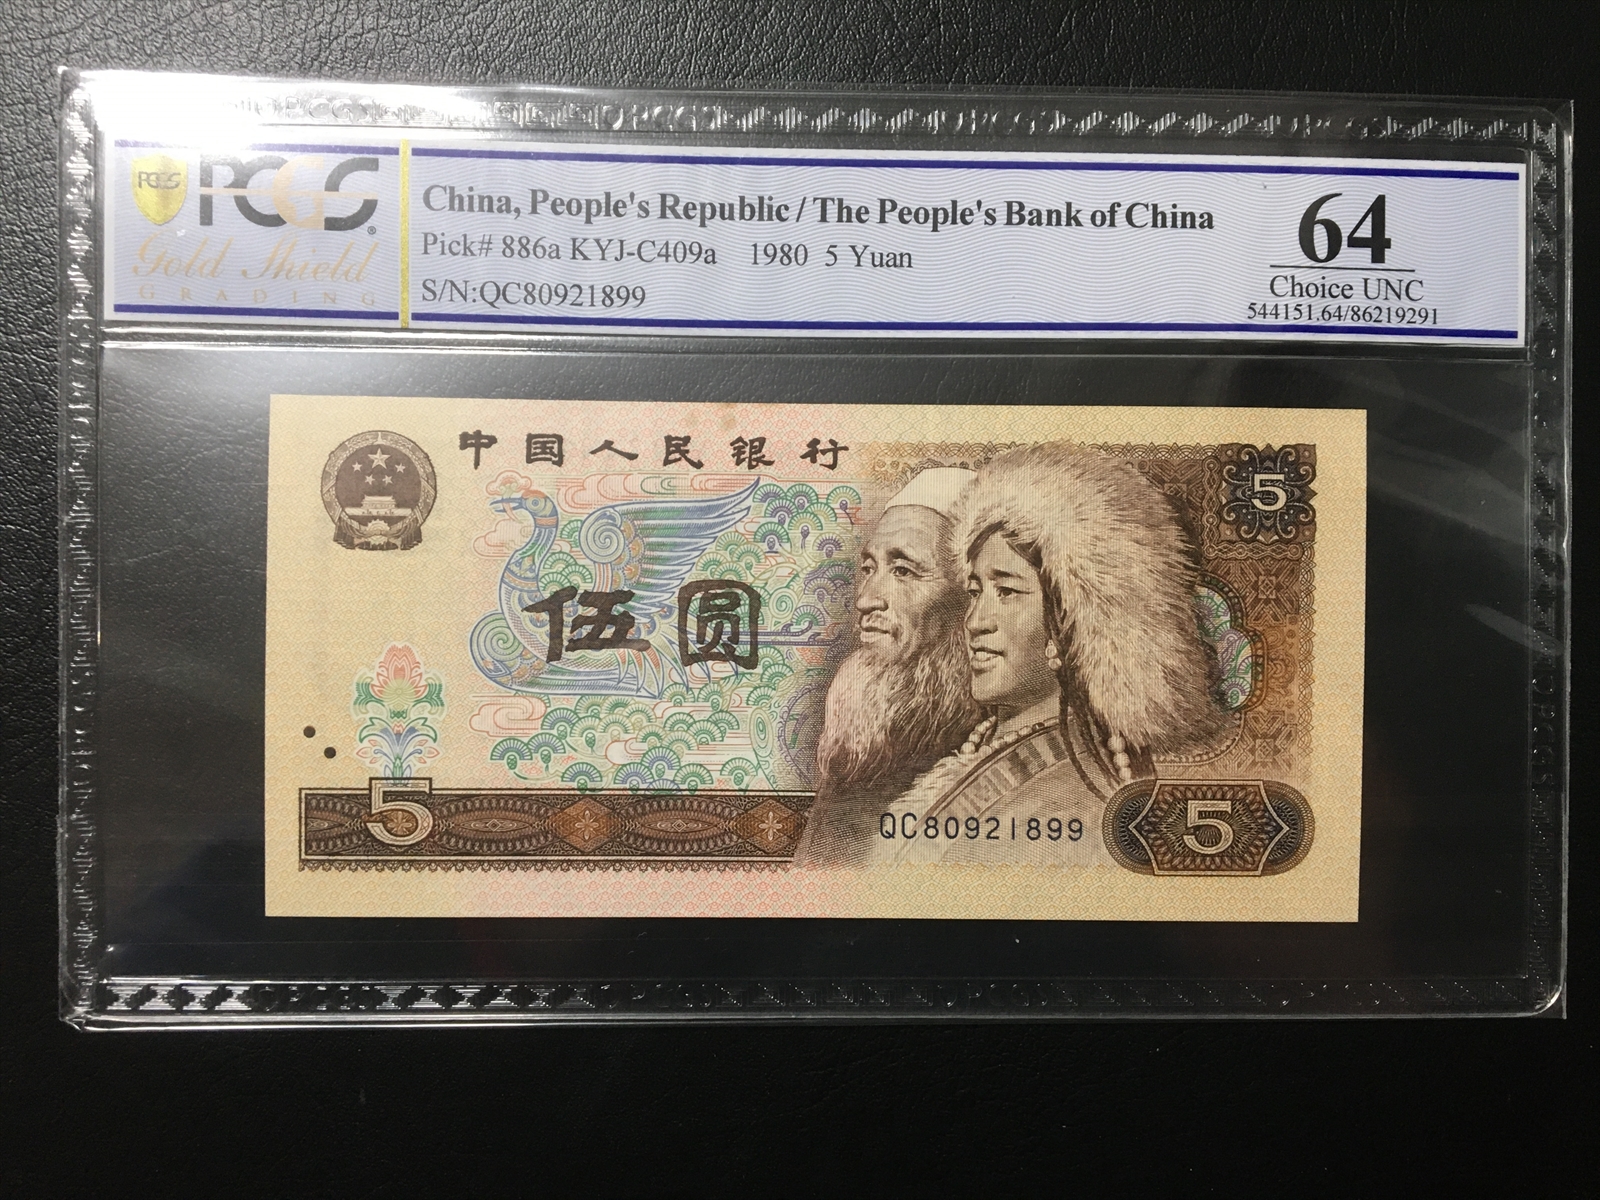 PCGS
PCGS®
Gold Shield
GRADING
China, People's Republic / The People's Bank of China
Pick# 886a KYJ-C409a 1980 5 Yuan
S/N:QC80921899
64
Choice UNC
544151.64/86219291
中国人民银行
5
伍圆
5
QC80921899
5